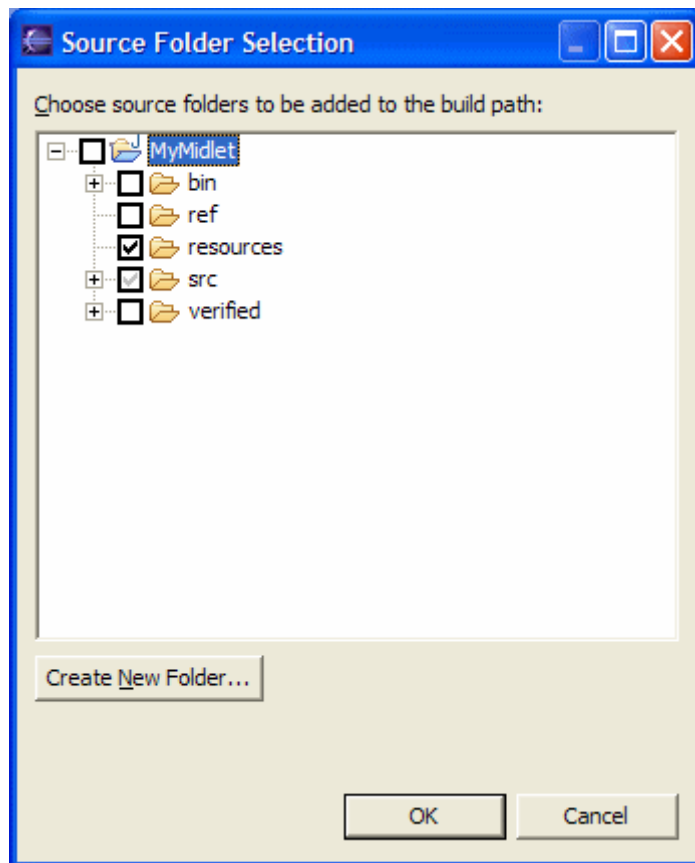 Source Folder Selection
Choose source folders to be added to the build path:
MyMidlet
bin
ref
resources
src
verified
Create New Folder...
OK Cancel